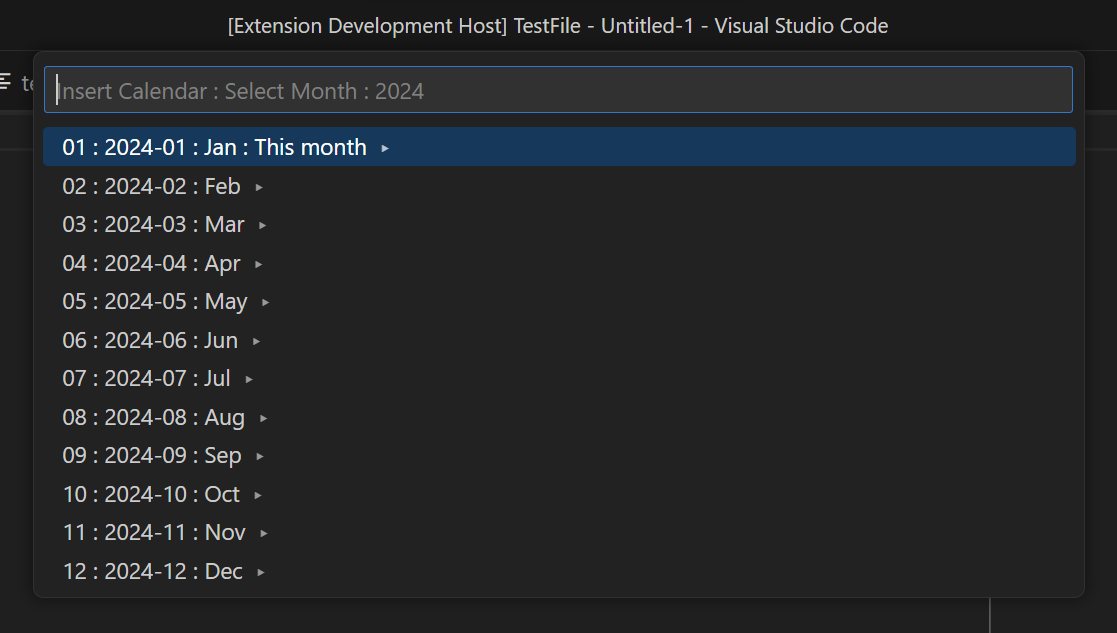 [Extension Development Host] TestFile - Untitled-1 - Visual Studio Code
Insert Calendar : Select Month : 2024
01 : 2024-01 : Jan : This month ▸
02 : 2024-02 : Feb ▸
03 : 2024-03 : Mar ▸
04 : 2024-04 : Apr ▸
05 : 2024-05 : May ▸
06 : 2024-06 : Jun ▸
07 : 2024-07 : Jul ▸
08 : 2024-08 : Aug ▸
09 : 2024-09 : Sep ▸
10 : 2024-10 : Oct ▸
11 : 2024-11 : Nov ▸
12 : 2024-12 : Dec ▸